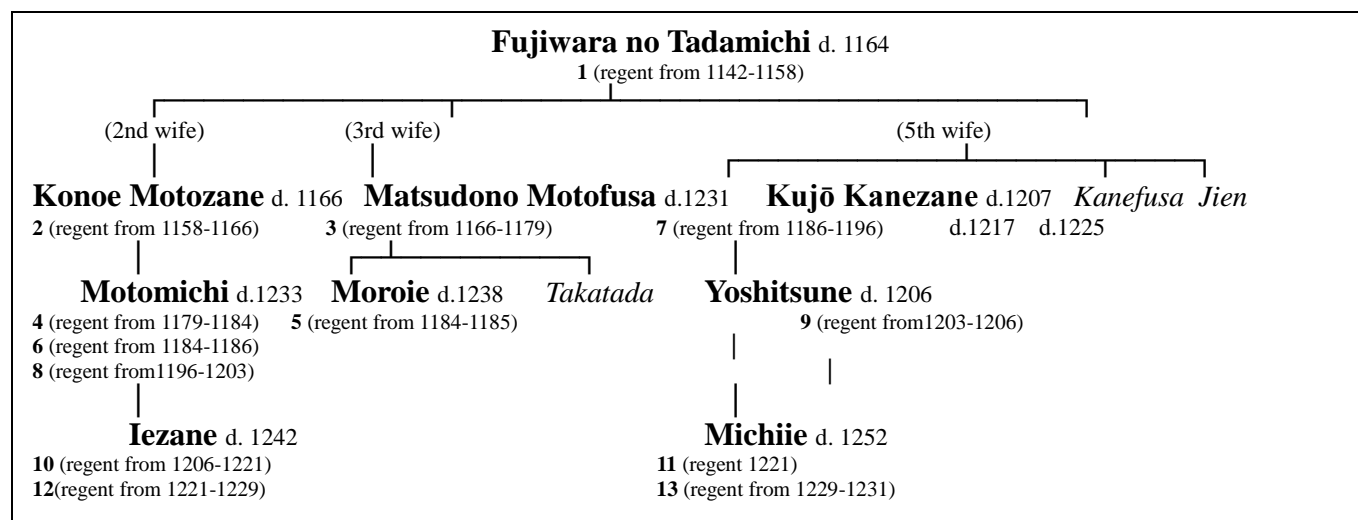 Fujiwara no Tadamichi d. 1164
1 (regent from 1142-1158)
(2nd wife) (3rd wife) (5th wife)
Konoe Motozane d. 1166 Matsudono Motofusa d.1231 Kujō Kanezane d.1207 Kanefusa Jien
2 (regent from 1158-1166) 3 (regent from 1166-1179) 7 (regent from 1186-1196) d.1217 d.1225
Motomichi d.1233 Moroie d.1238 Takatada Yoshitsune d. 1206
4 (regent from 1179-1184) 5 (regent from 1184-1185) 9 (regent from1203-1206)
6 (regent from 1184-1186)
8 (regent from1196-1203)
Iezane d. 1242 Michiie d. 1252
10 (regent from 1206-1221) 11 (regent 1221)
12(regent from 1221-1229) 13 (regent from 1229-1231)